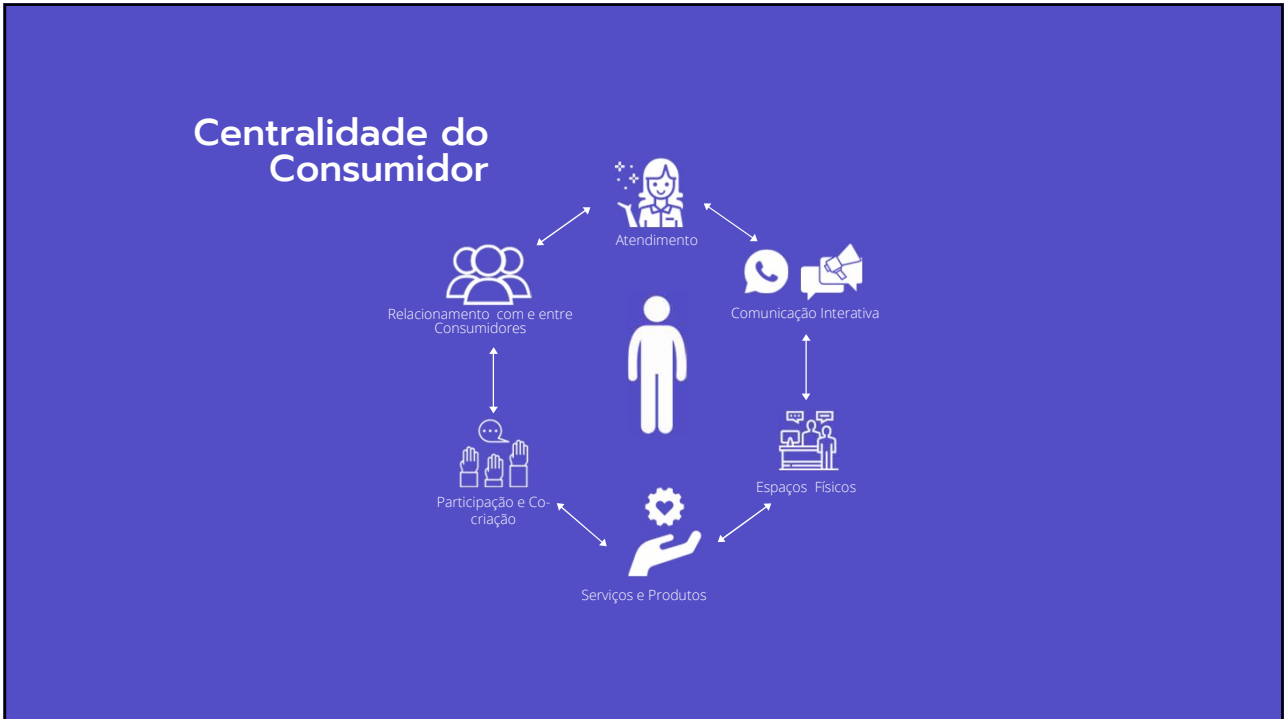 Centralidade do
Consumidor
Atendimento
Relacionamento com e entre
Consumidores
Comunicação Interativa
Participação e Co-
criação
Espaços Físicos
Serviços e Produtos